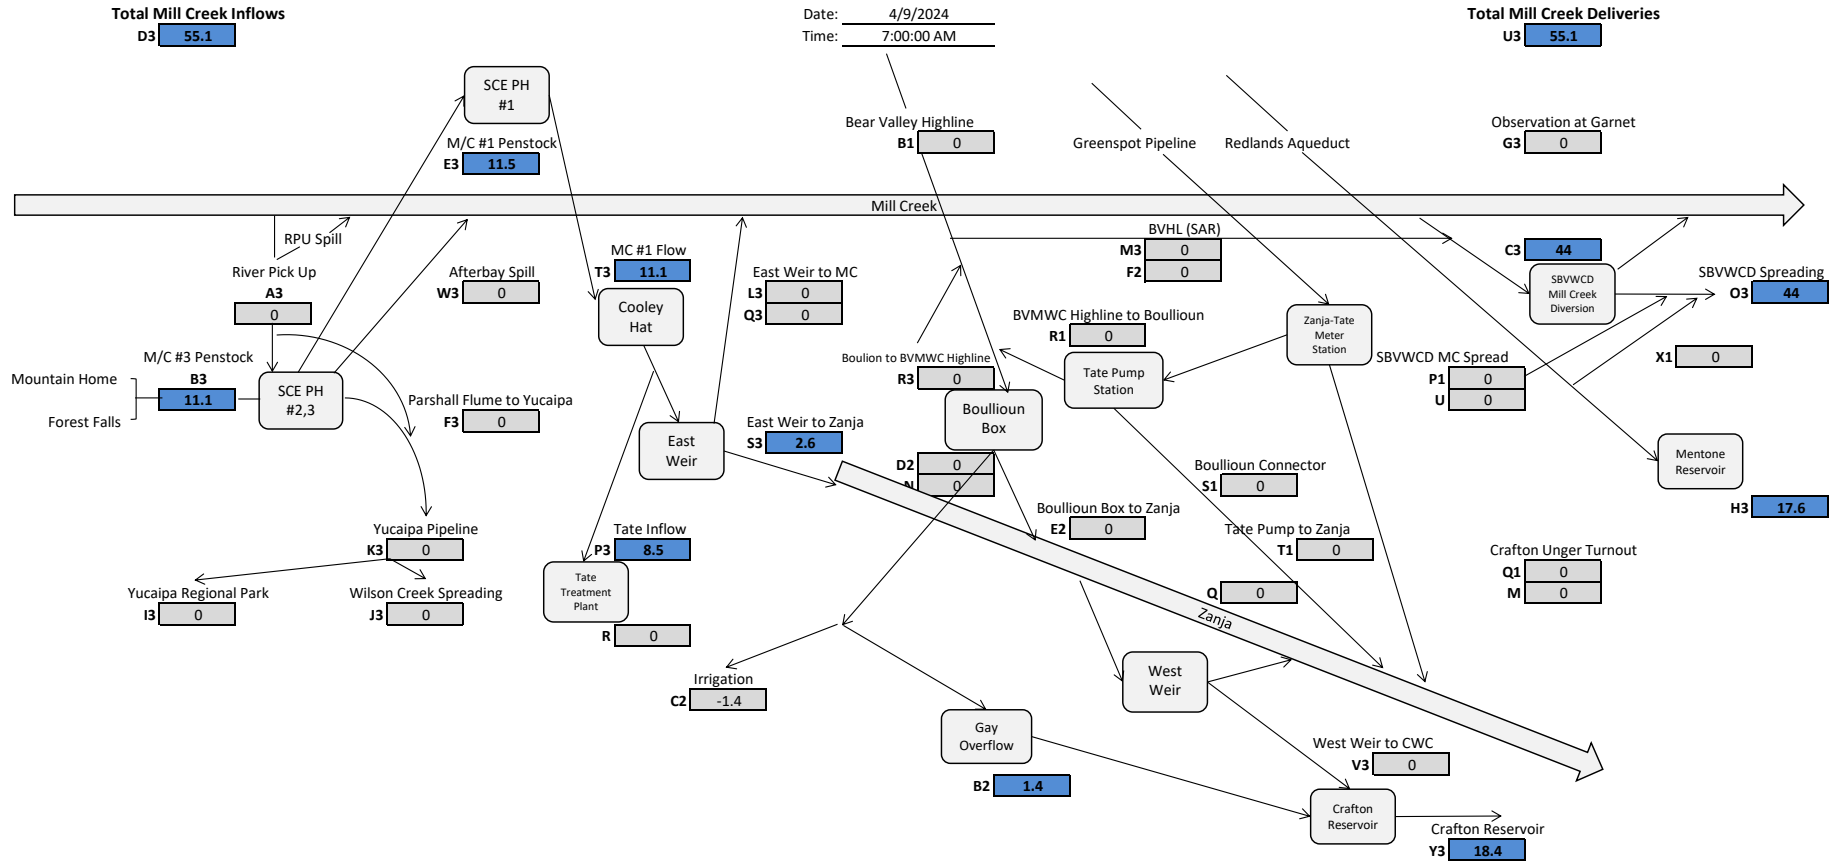 Total Mill Creek Inflows
D3 55.1
Date: 4/9/2024
Time: 7:00:00 AM
Total Mill Creek Deliveries
U3 55.1
SCE PH
#1
M/C #1 Penstock
E3 11.5
Bear Valley Highline
B1 0
Greenspot Pipeline
Redlands Aqueduct
Observation at Garnet
G3 0
Mill Creek
RPU Spill
River Pick Up
A3
0
Afterbay Spill
W3 0
MC #1 Flow
T3 11.1
Cooley
Hat
East Weir to MC
L3 0
Q3 0
BVHL (SAR)
M3 0
F2 0
C3 44
SBVWCD
Mill Creek
Diversion
SBVWCD Spreading
O3 44
BVMWC Highline to Boullioun
R1 0
Zanja-Tate
Meter
Station
M/C #3 Penstock
B3
11.1
Mountain Home
Forest Falls
SCE PH
#2,3
Parshall Flume to Yucaipa
F3 0
Boulion to BVMWC Highline
R3 0
Tate Pump
Station
SBVWCD MC Spread
P1 0
U 0
X1 0
Boullioun
Box
East
Weir
East Weir to Zanja
S3 2.6
D2 0
N 0
Boullioun Connector
S1 0
Mentone
Reservoir
H3 17.6
Yucaipa Pipeline
K3 0
Tate Inflow
P3 8.5
Boullioun Box to Zanja
E2 0
Tate Pump to Zanja
T1 0
Crafton Unger Turnout
Q1 0
M 0
Yucaipa Regional Park
I3 0
Wilson Creek Spreading
J3 0
Tate
Treatment
Plant
R 0
Q 0
Zanja
Irrigation
C2 -1.4
West
Weir
Gay
Overflow
B2 1.4
West Weir to CWC
V3 0
Crafton
Reservoir
Crafton Reservoir
Y3 18.4